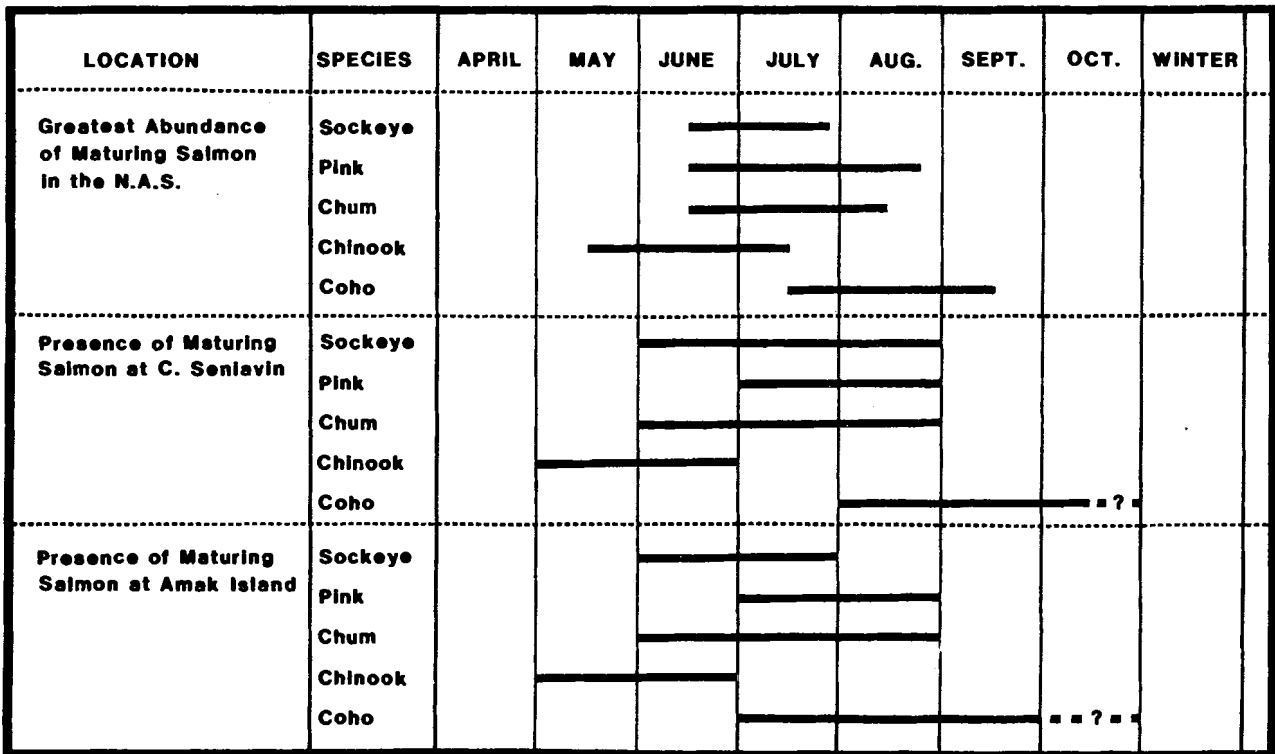 LOCATION SPECIES APRIL MAY JUNE JULY AUG. SEPT. OCT. WINTER
Greatest Abundance
of Maturing Salmon
in the N.A.S.
Sockeye
Pink
Chum
Chinook
Coho
Presence of Maturing
Salmon at C. Seniavin
Sockeye
Pink
Chum
Chinook
Coho
?
Presence of Maturing
Salmon at Amak Island
Sockeye
Pink
Chum
Chinook
Coho
?